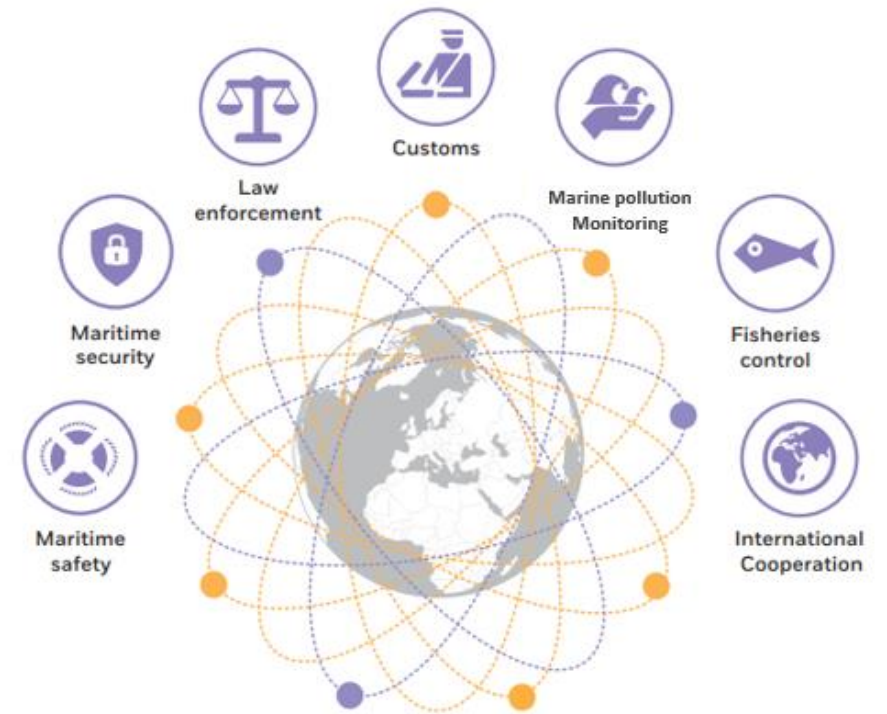 Customs
Law
enforcement
Marine pollution
Monitoring
Maritime
security
Fisheries
control
Maritime
safety
International
Cooperation